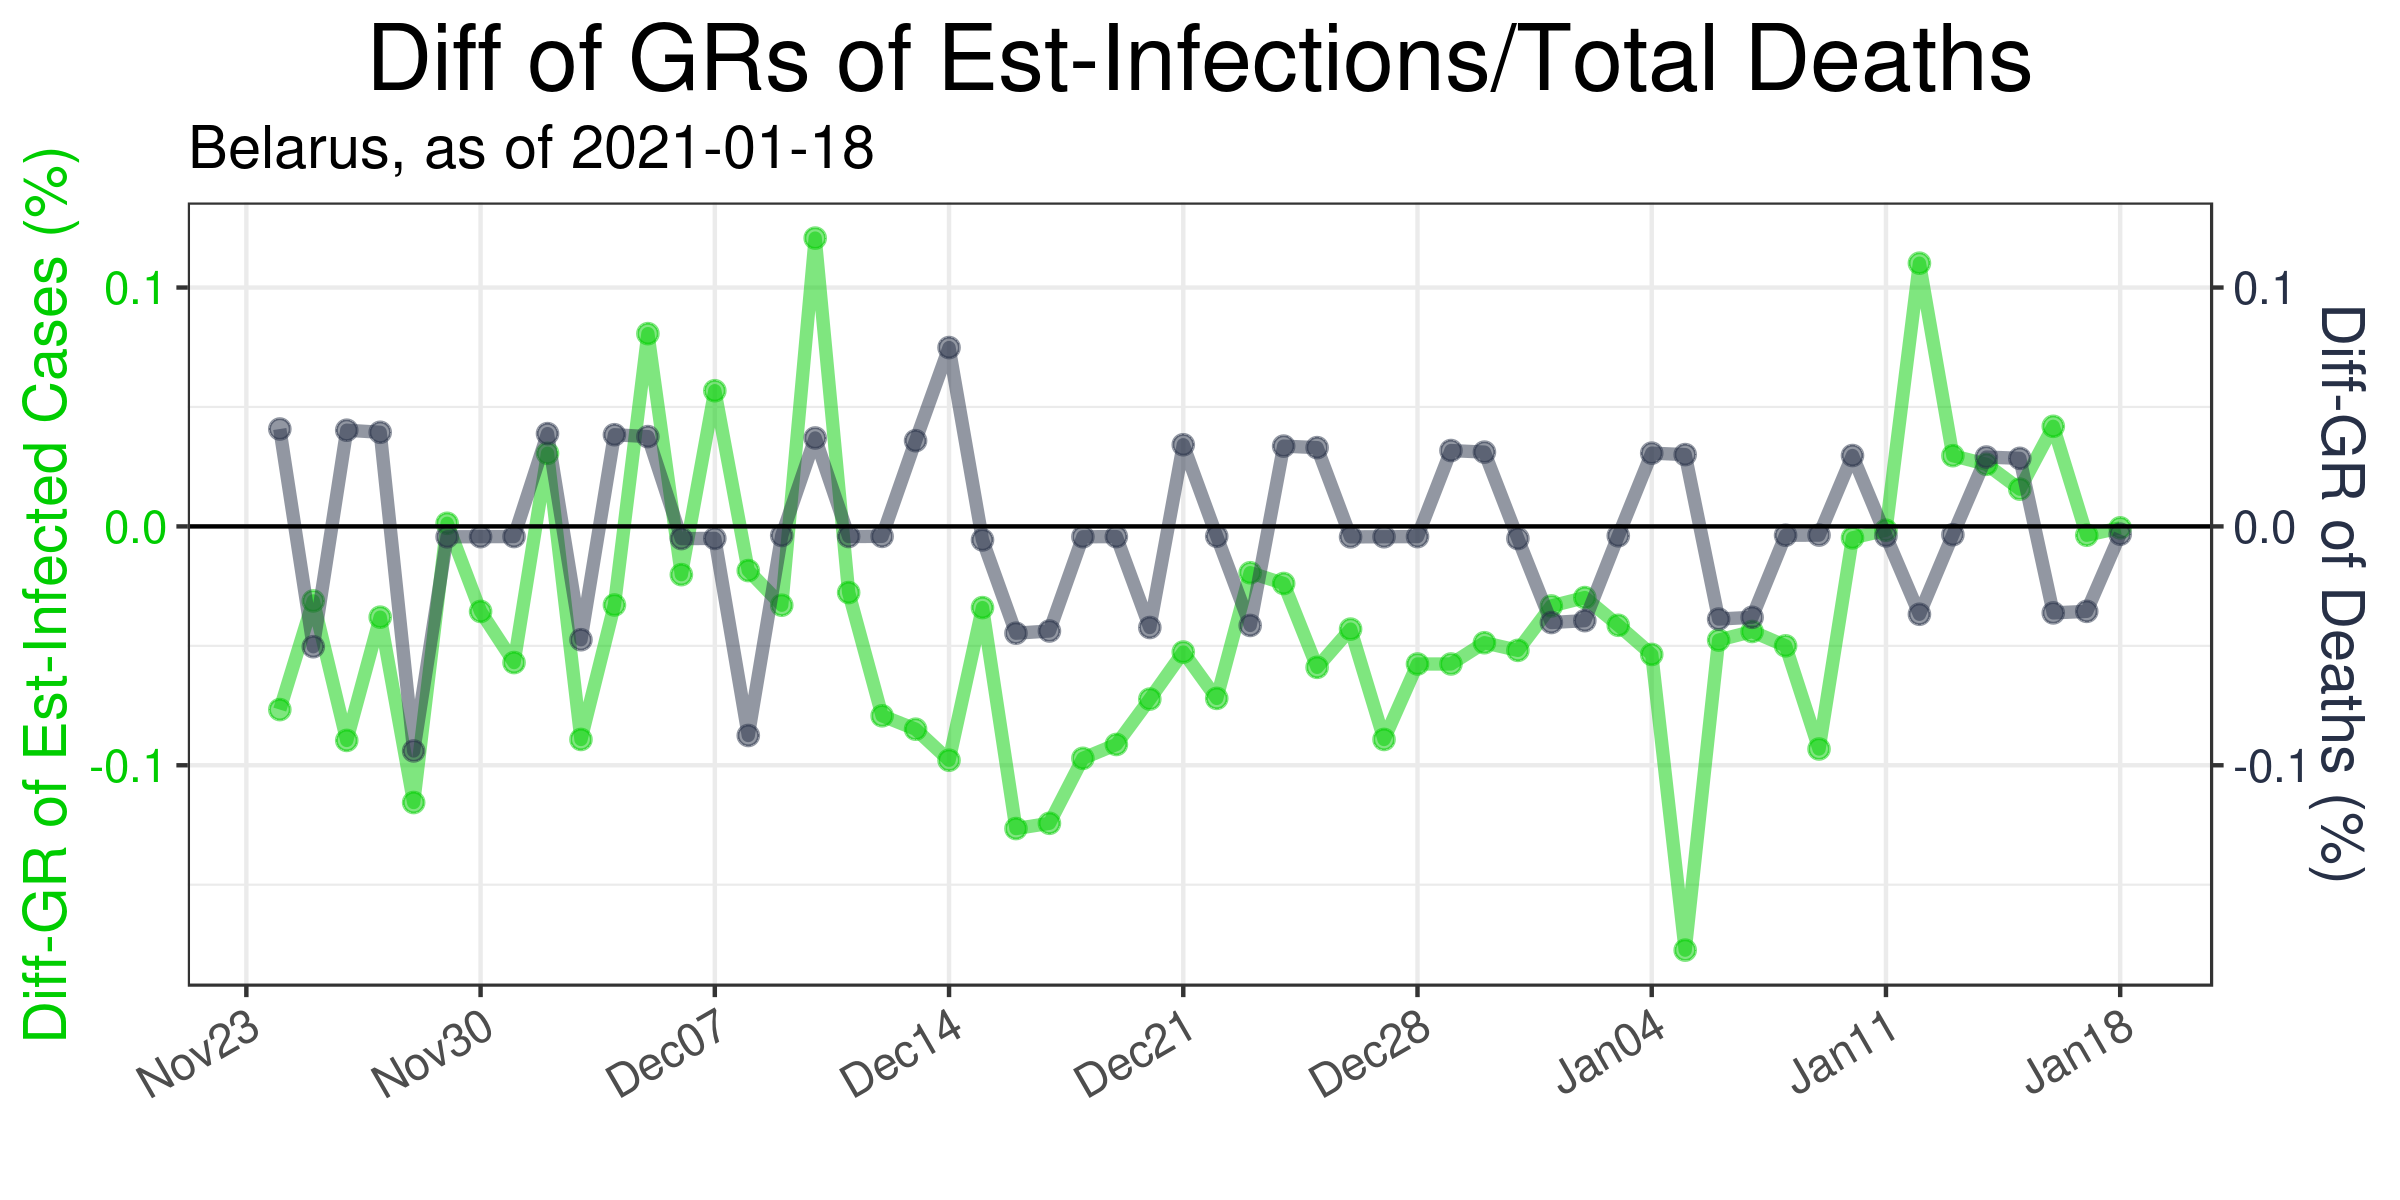 Diff of GRs of Est-Infections/Total Deaths
Belarus, as of 2021-01-18
Diff-GR of Est-Infected Cases (%)
0.1
0.0
-0.1
0.1
0.0
-0.1
Diff-GR of Deaths (%)
Nov23
Nov30
Dec07
Dec14
Dec21
Dec28
Jan04
Jan11
Jan18